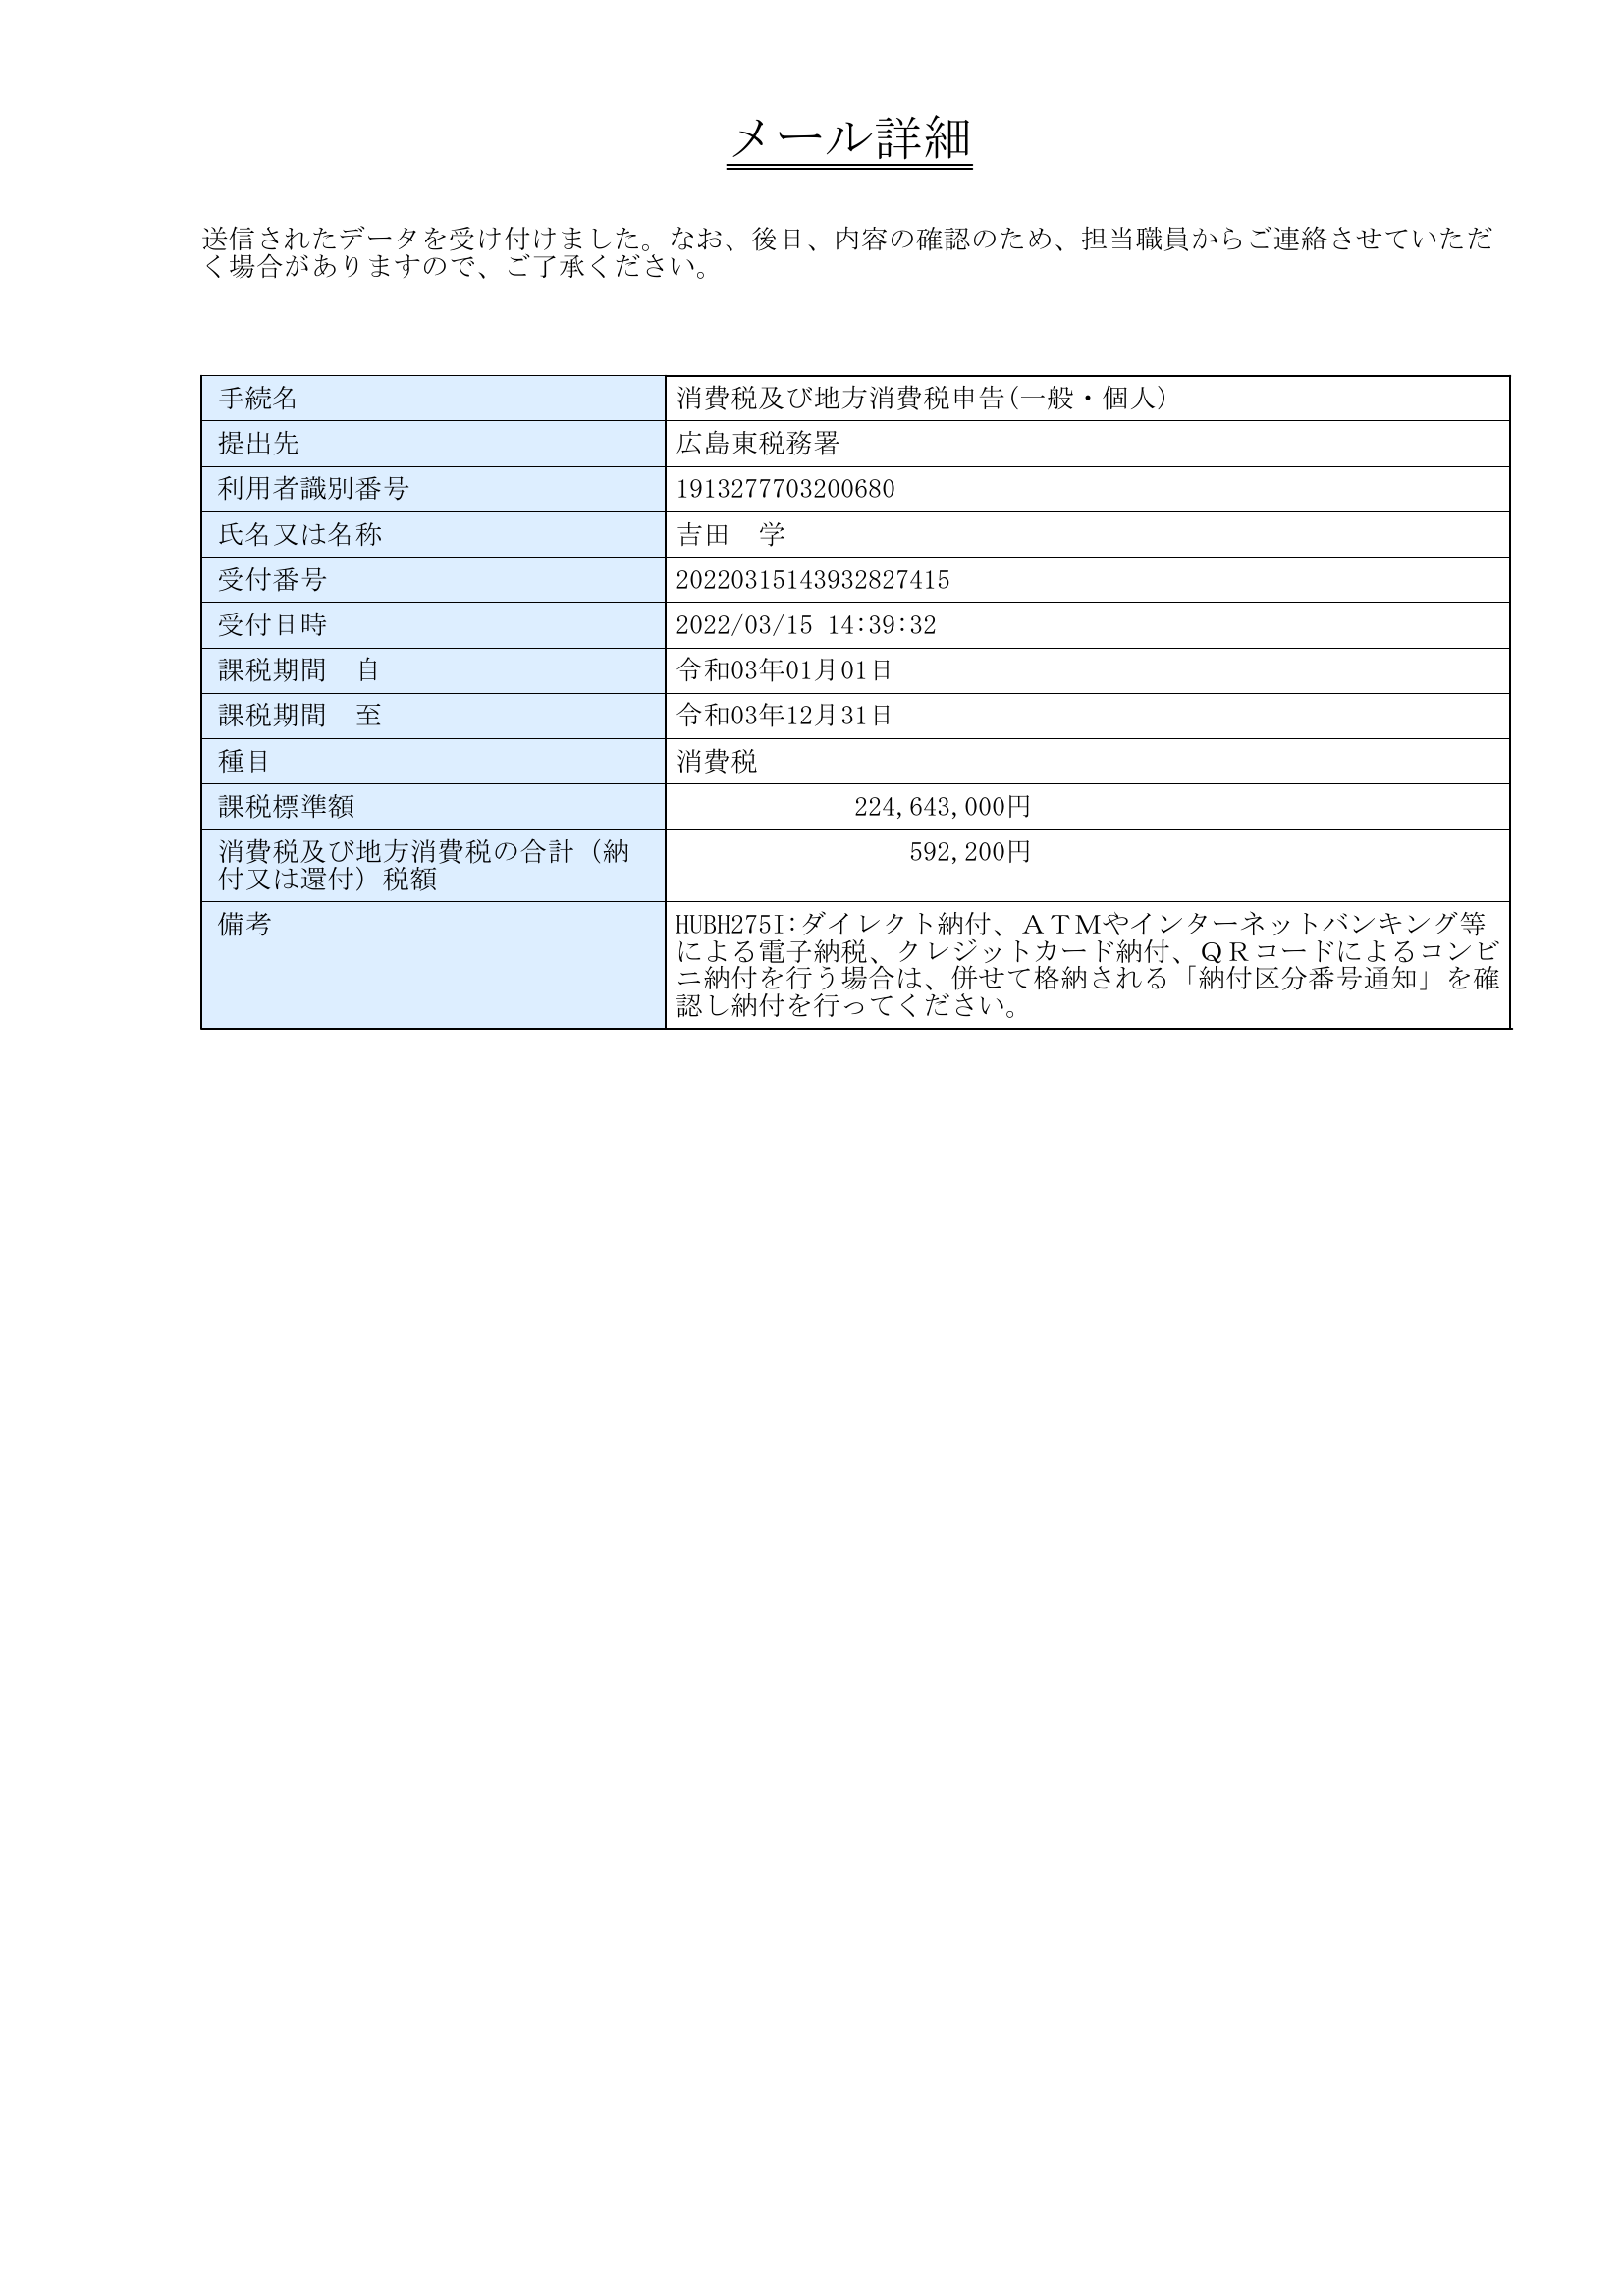 メール詳細
送信されたデータを受け付けました。なお、後日、内容の確認のため、担当職員からご連絡させていただ
く場合がありますので、ご了承ください。
手続名 消費税及び地方消費税申告(一般・個人)
提出先 広島東税務署
利用者識別番号 1913277703200680
氏名又は名称 吉田　学
受付番号 20220315143932827415
受付日時 2022/03/15 14:39:32
課税期間　自 令和03年01月01日
課税期間　至 令和03年12月31日
種目 消費税
課税標準額 224,643,000円
消費税及び地方消費税の合計（納 592,200円
付又は還付）税額
備考 HUBH275I:ダイレクト納付、ＡＴＭやインターネットバンキング等
による電子納税、クレジットカード納付、ＱＲコードによるコンビ
ニ納付を行う場合は、併せて格納される「納付区分番号通知」を確
認し納付を行ってください。